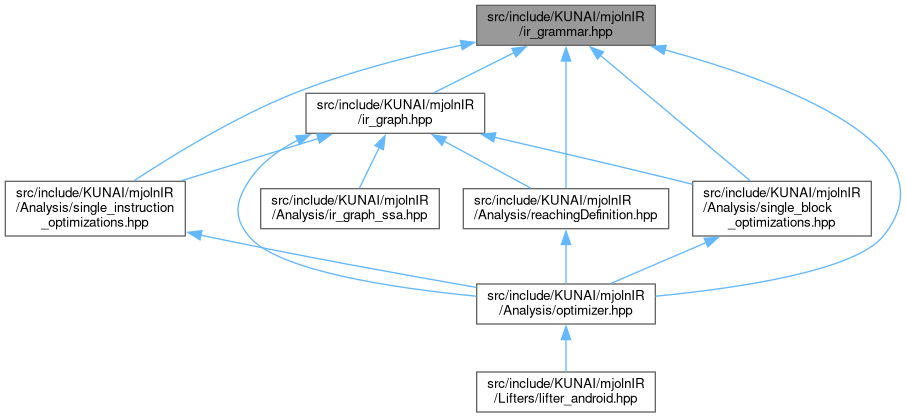 src/include/KUNAI/mjolnIR
/ir_grammar.hpp
src/include/KUNAI/mjolnIR
/ir_graph.hpp
src/include/KUNAI/mjolnIR
/Analysis/single_instruction
_optimizations.hpp
src/include/KUNAI/mjolnIR
/Analysis/ir_graph_ssa.hpp
src/include/KUNAI/mjolnIR
/Analysis/reachingDefinition.hpp
src/include/KUNAI/mjolnIR
/Analysis/single_block
_optimizations.hpp
src/include/KUNAI/mjolnIR
/Analysis/optimizer.hpp
src/include/KUNAI/mjolnIR
/Lifters/lifter_android.hpp